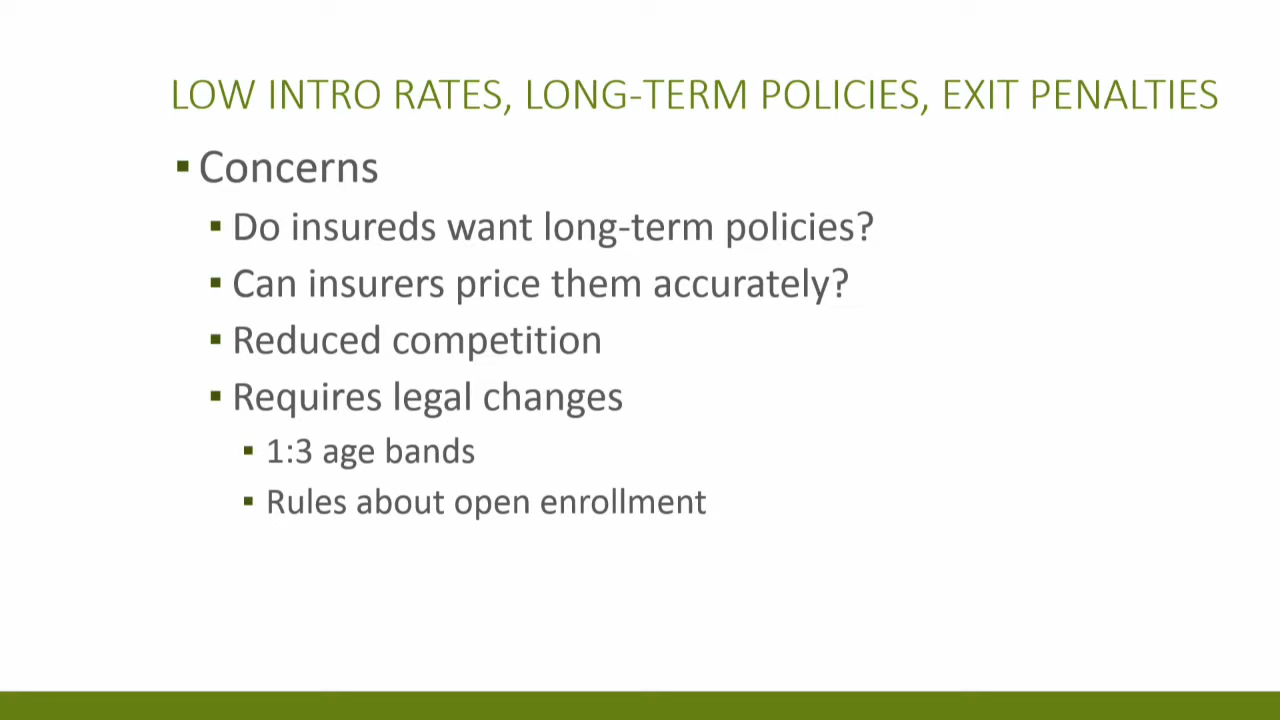 LOW INTRO RATES, LONG-TERM POLICIES, EXIT PENALTIES
▪ Concerns
▪ Do insureds want long-term policies?
▪ Can insurers price them accurately?
▪ Reduced competition
▪ Requires legal changes
▪ 1:3 age bands
▪ Rules about open enrollment